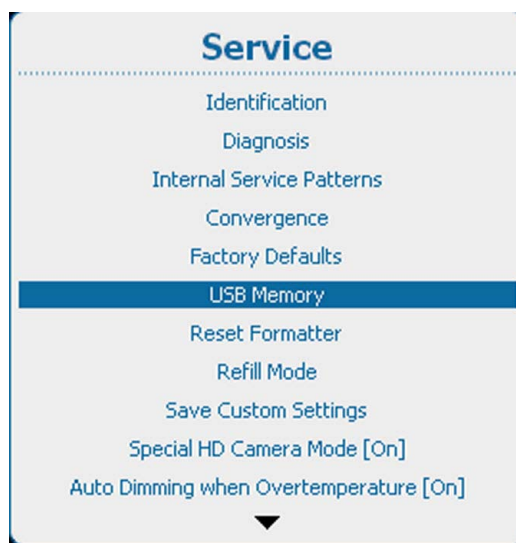 Service
Identification
Diagnosis
Internal Service Patterns
Convergence
Factory Defaults
USB Memory
Reset Formatter
Refill Mode
Save Custom Settings
Special HD Camera Mode [On]
Auto Dimming when Overtemperature [On]